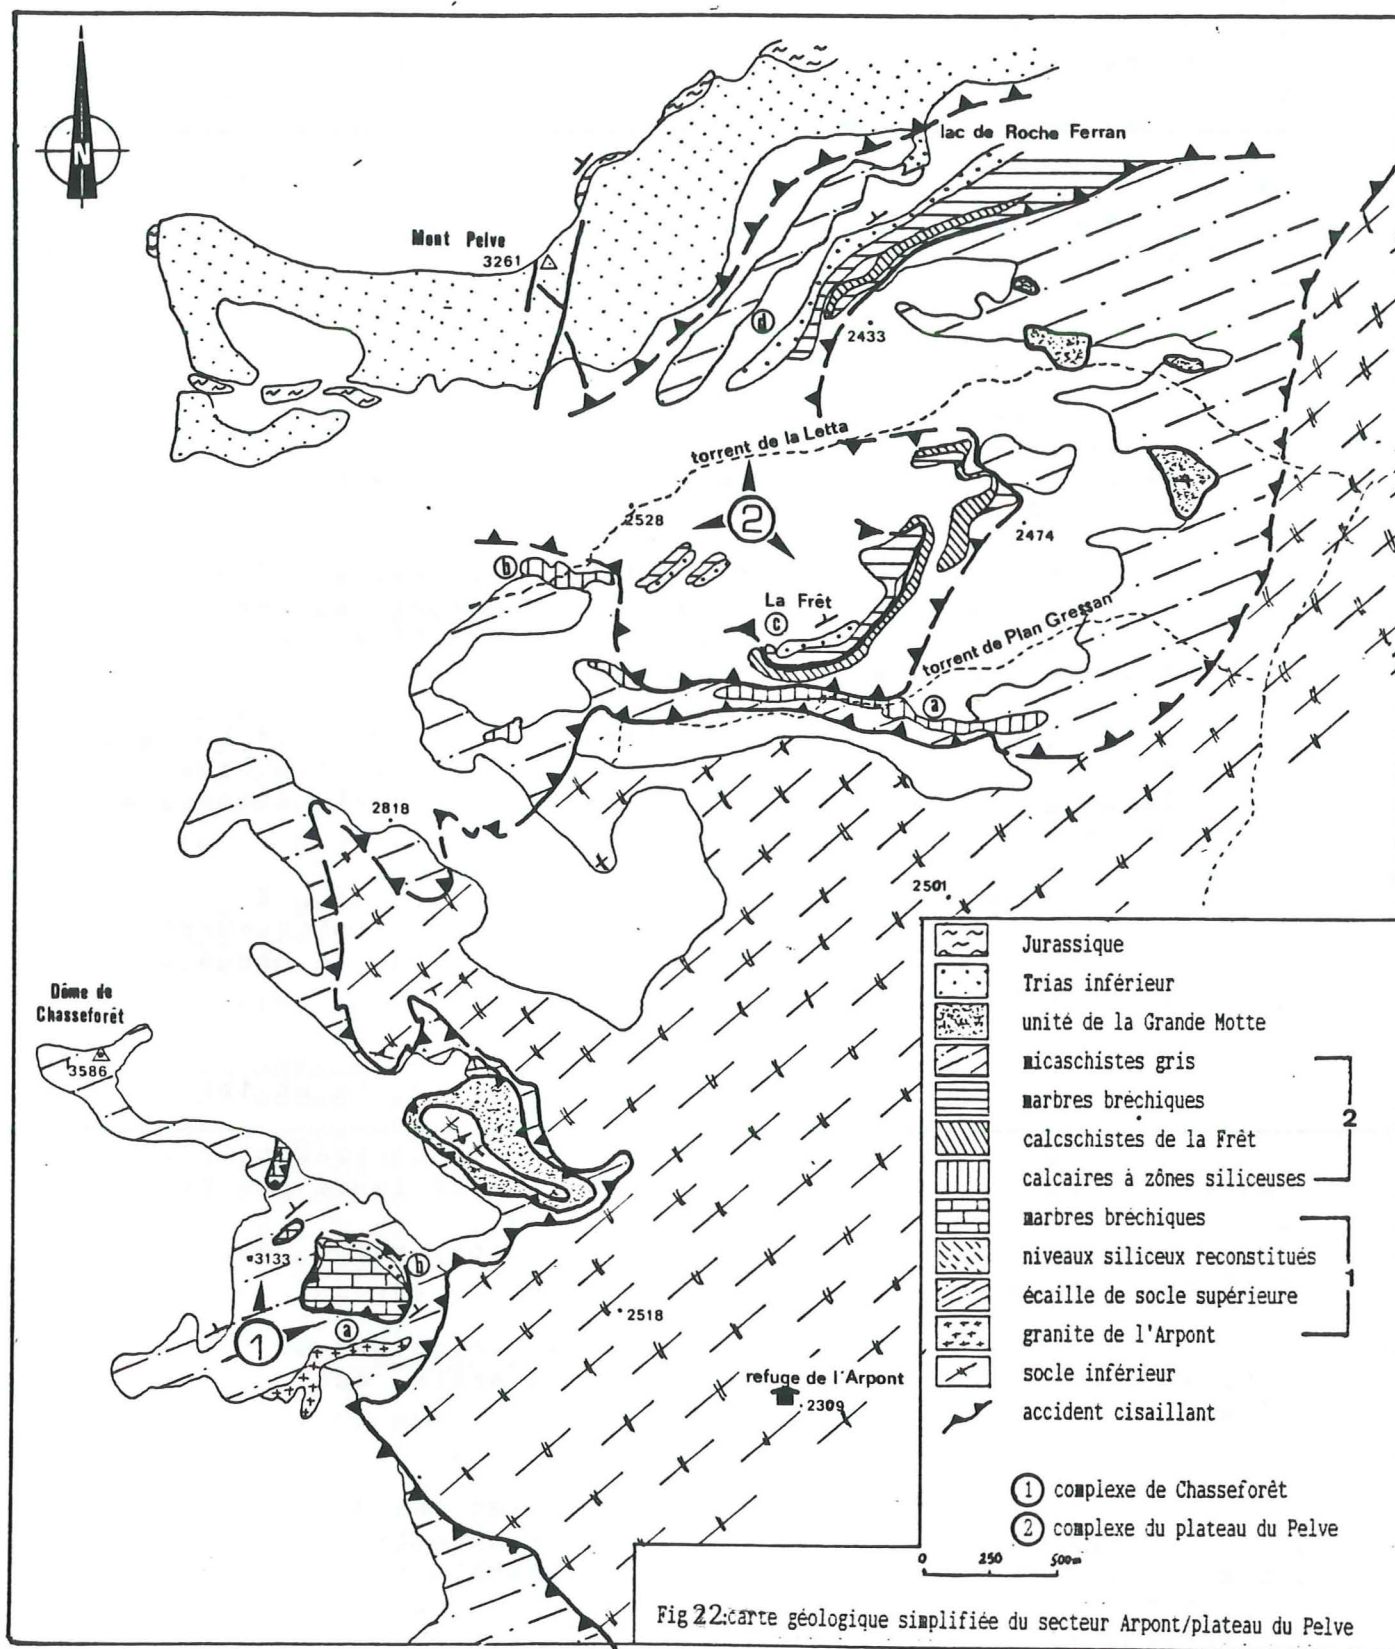 N
lac de Roche Ferran
Mont Pelve
3261
d
2433
torrent de la Letta
2528
2
2474
b
La Frêt
c
torrent de Plan Gressan
a
2818
2501
Dôme de
Chasseforêt
3586
3133
b
a
1
2518
refuge de l'Arpont
2309
Jurassique
Trias inférieur
unité de la Grande Motte
micaschistes gris
marbres bréchiques
2
calcschistes de la Frêt
calcaires à zônes siliceuses
marbres bréchiques
niveaux siliceux reconstitués
1
écaille de socle supérieure
granite de l'Arpont
socle inférieur
accident cisaillant
1 complexe de Chasseforêt
2 complexe du plateau du Pelve
0 250 500m
Fig 22:carte géologique simplifiée du secteur Arpont/plateau du Pelve